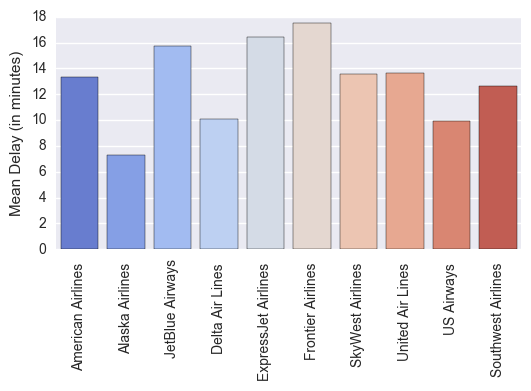 18
16
14
12
10
8
6
4
2
0
Mean Delay (in minutes)
American Airlines
Alaska Airlines
JetBlue Airways
Delta Air Lines
ExpressJet Airlines
Frontier Airlines
SkyWest Airlines
United Air Lines
US Airways
Southwest Airlines